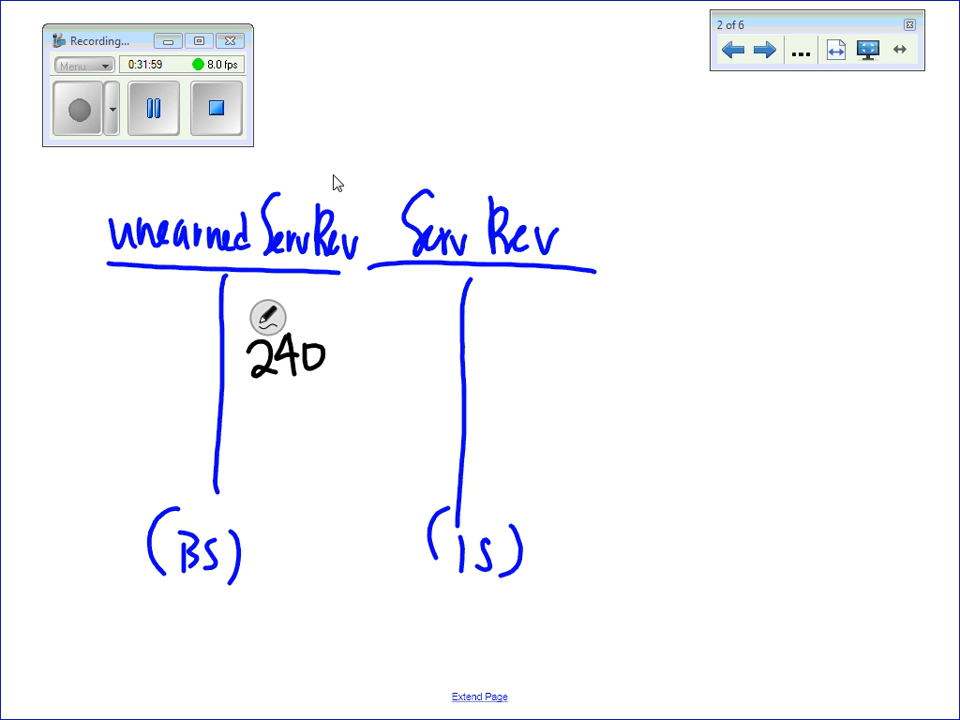 Recording...
2 of 6
Menu
0:31:59
8.0 fps
...
unearned Serv Rev
Serv Rev
240
(BS)
(IS)
Extend Page